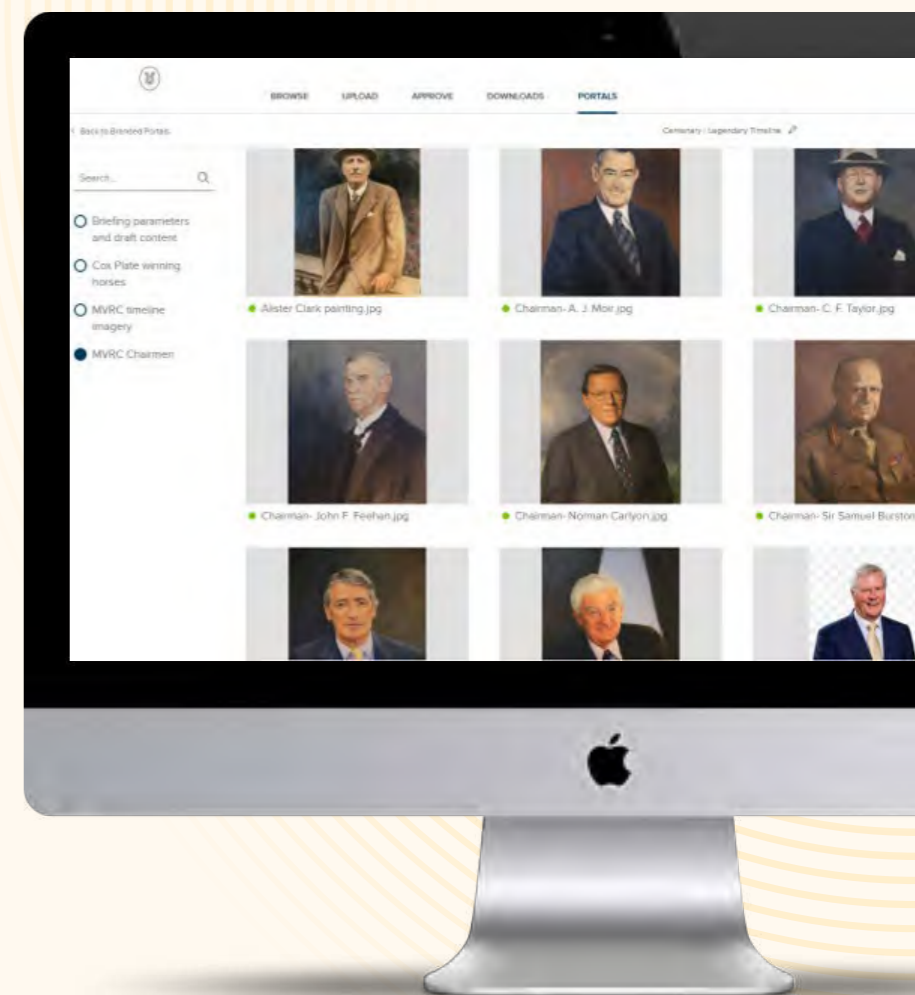 BROWSE UPLOAD APPROVE DOWNLOADS PORTALS
Back to Branded Portals
Centenary - Legendary Timeline
Search...
Briefing parameters
and draft content
Cox Plate winning
horses
MVRC timeline
imagery
MVRC Chairmen
Alister Clark painting.jpg
Chairman- A. J. Moir.jpg
Chairman- C. F. Taylor.jpg
Chairman- John F. Feehan.jpg
Chairman- Norman Carlyon.jpg
Chairman- Sir Samuel Burston